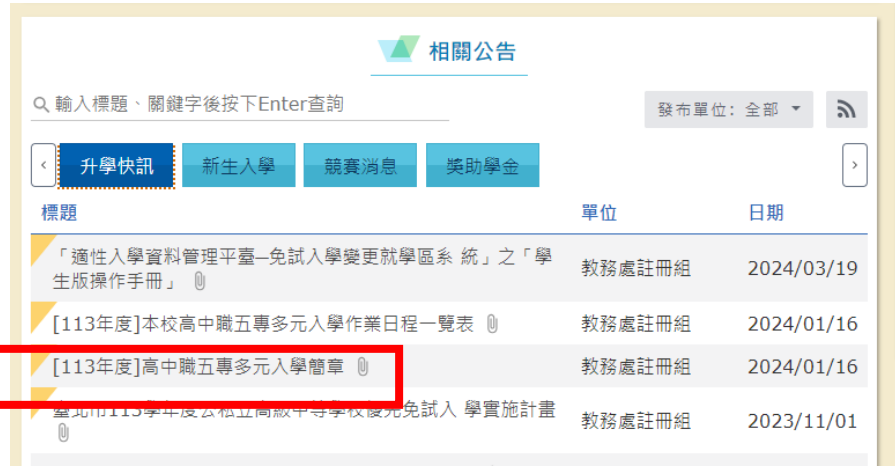 相關公告
輸入標題、關鍵字後按下Enter查詢
發布單位: 全部
升學快訊 新生入學 競賽消息 獎助學金
標題 單位 日期
「適性入學資料管理平臺—免試入學變更就學區系 統」之「學
生版操作手冊」 教務處註冊組 2024/03/19
[113年度]本校高中職五專多元入學作業日程一覽表 教務處註冊組 2024/01/16
[113年度]高中職五專多元入學簡章 教務處註冊組 2024/01/16
臺北市113學年度公私立高級中等學校優先免試入 學實施計畫 教務處註冊組 2023/11/01